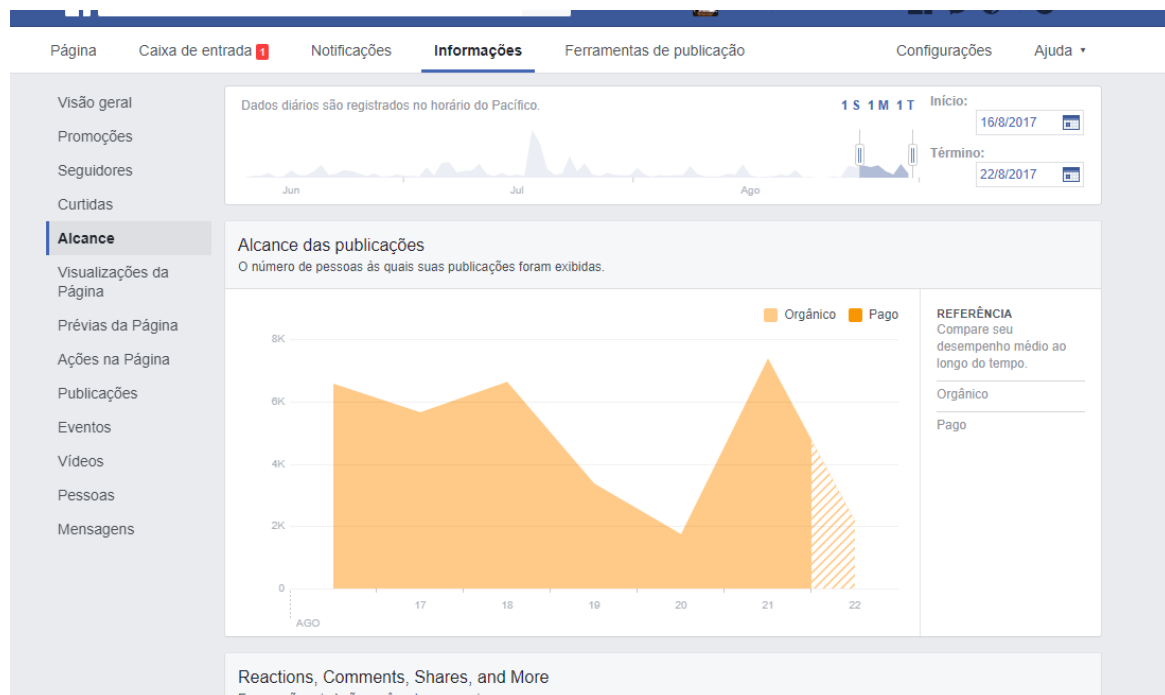 Página Caixa de entrada 1 Notificações Informações Ferramentas de publicação Configurações Ajuda
Visão geral
Promoções
Seguidores
Curtidas
Alcance
Visualizações da
Página
Prévias da Página
Ações na Página
Publicações
Eventos
Vídeos
Pessoas
Mensagens
Dados diários são registrados no horário do Pacífico.
1 S 1 M 1 T
Início:
16/8/2017
Término:
22/8/2017
Jun Jul Ago
Alcance das publicações
O número de pessoas às quais suas publicações foram exibidas.
Orgânico Pago
8K
6K
4K
2K
0
17 18 19 20 21 22
AGO
REFERÊNCIA
Compare seu
desempenho médio ao
longo do tempo.
Orgânico
Pago
Reactions, Comments, Shares, and More